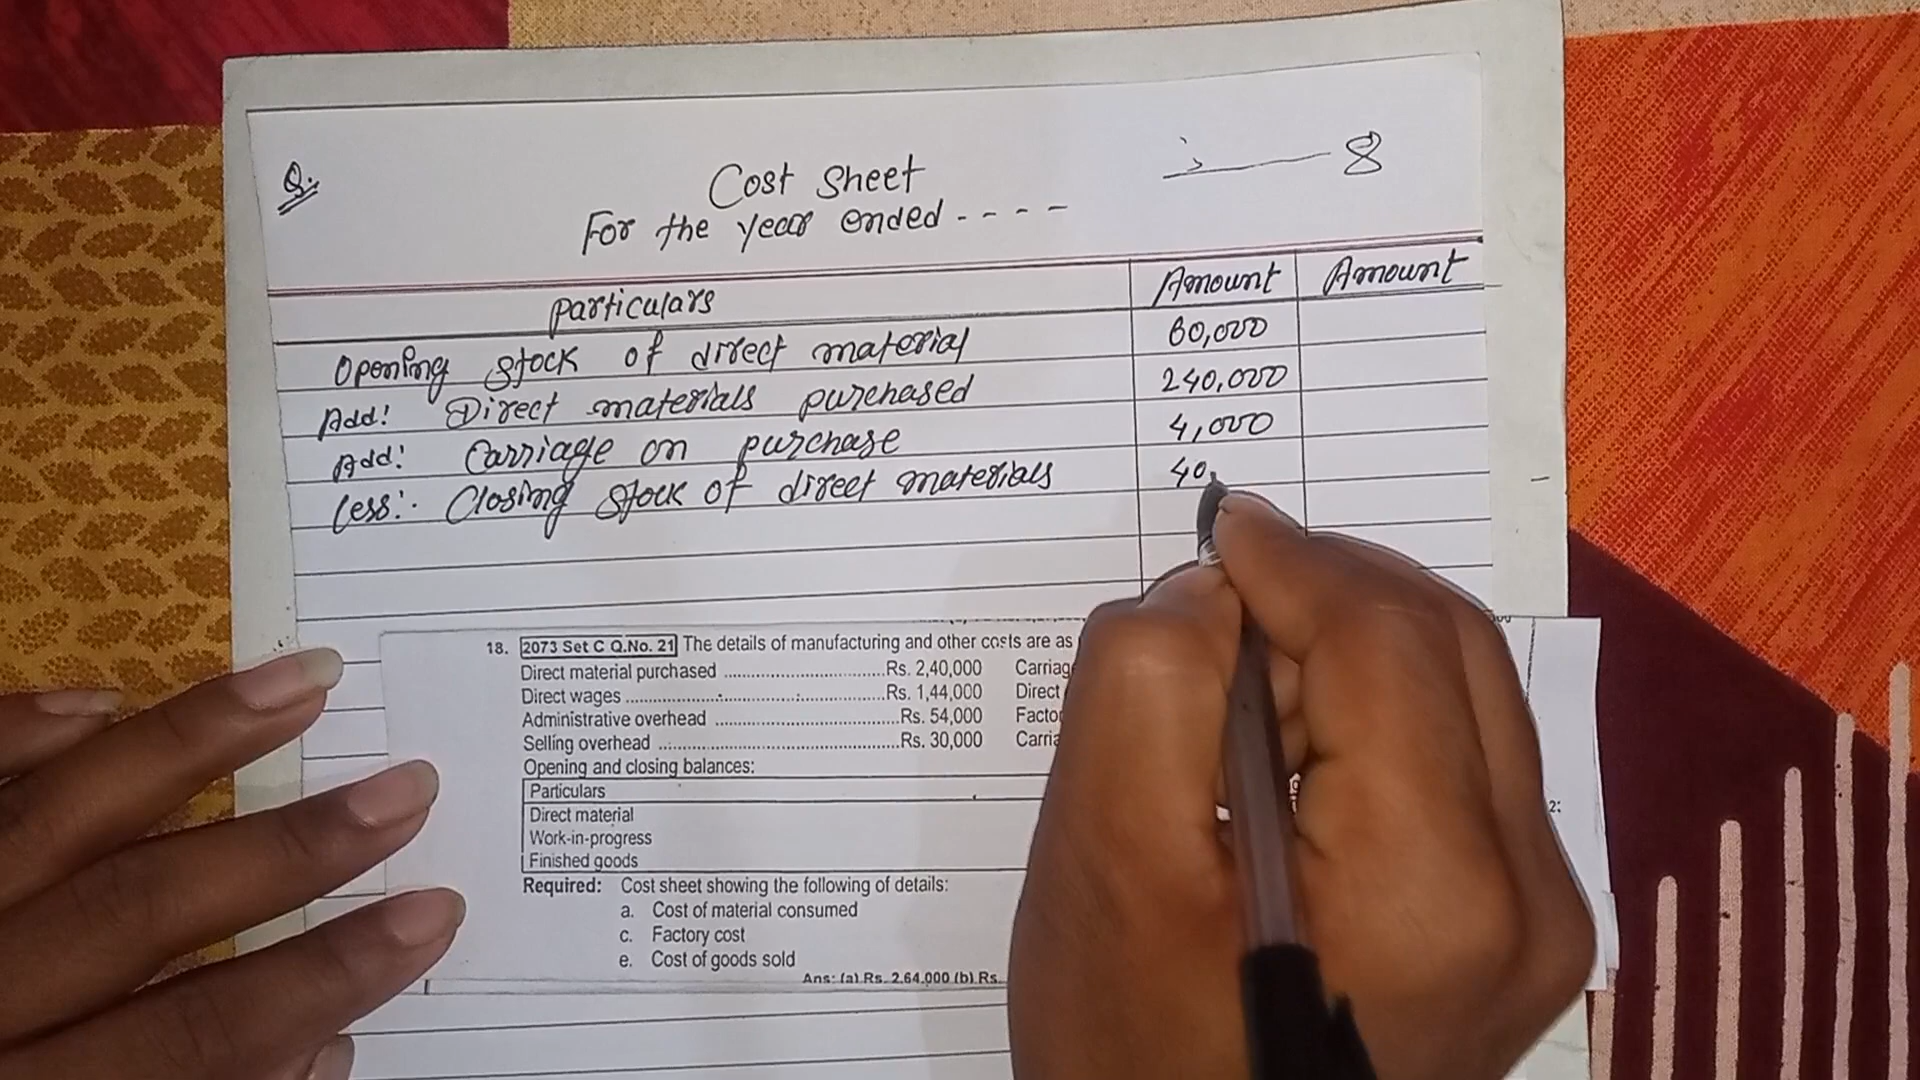 Q.
Cost Sheet
For the year ended - - - -
8
Particulars Amount Amount
Opening stock of direct material 60,000
Add: Direct materials purchased 240,000
Add: Carriage on purchase 4,000
Less:- Closing stock of direct materials 40,
18. 2073 Set C Q.No. 21 The details of manufacturing and other costs are as
Direct material purchased ................................Rs. 2,40,000 Carriag
Direct wages ................................Rs. 1,44,000 Direct
Administrative overhead ................................Rs. 54,000 Facto
Selling overhead ................................Rs. 30,000 Carria
Opening and closing balances:
Particulars
Direct material
Work-in-progress
Finished goods
2:
Required: Cost sheet showing the following of details:
a. Cost of material consumed
c. Factory cost
e. Cost of goods sold
Ans: (a) Rs. 2,64,000 (b) Rs.